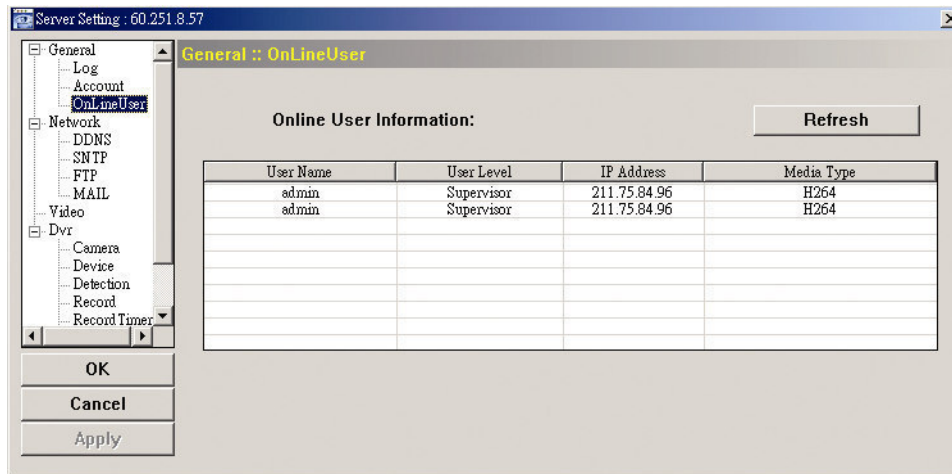 Server Setting : 60.251.8.57
General
Log
Account
OnLineUser
Network
DDNS
SNTP
FTP
MAIL
Video
Dvr
Camera
Device
Detection
Record
Record Timer
OK
Cancel
Apply
General :: OnLineUser
Online User Information:
Refresh
User Name User Level IP Address Media Type
admin Supervisor 211.75.84.96 H264
admin Supervisor 211.75.84.96 H264